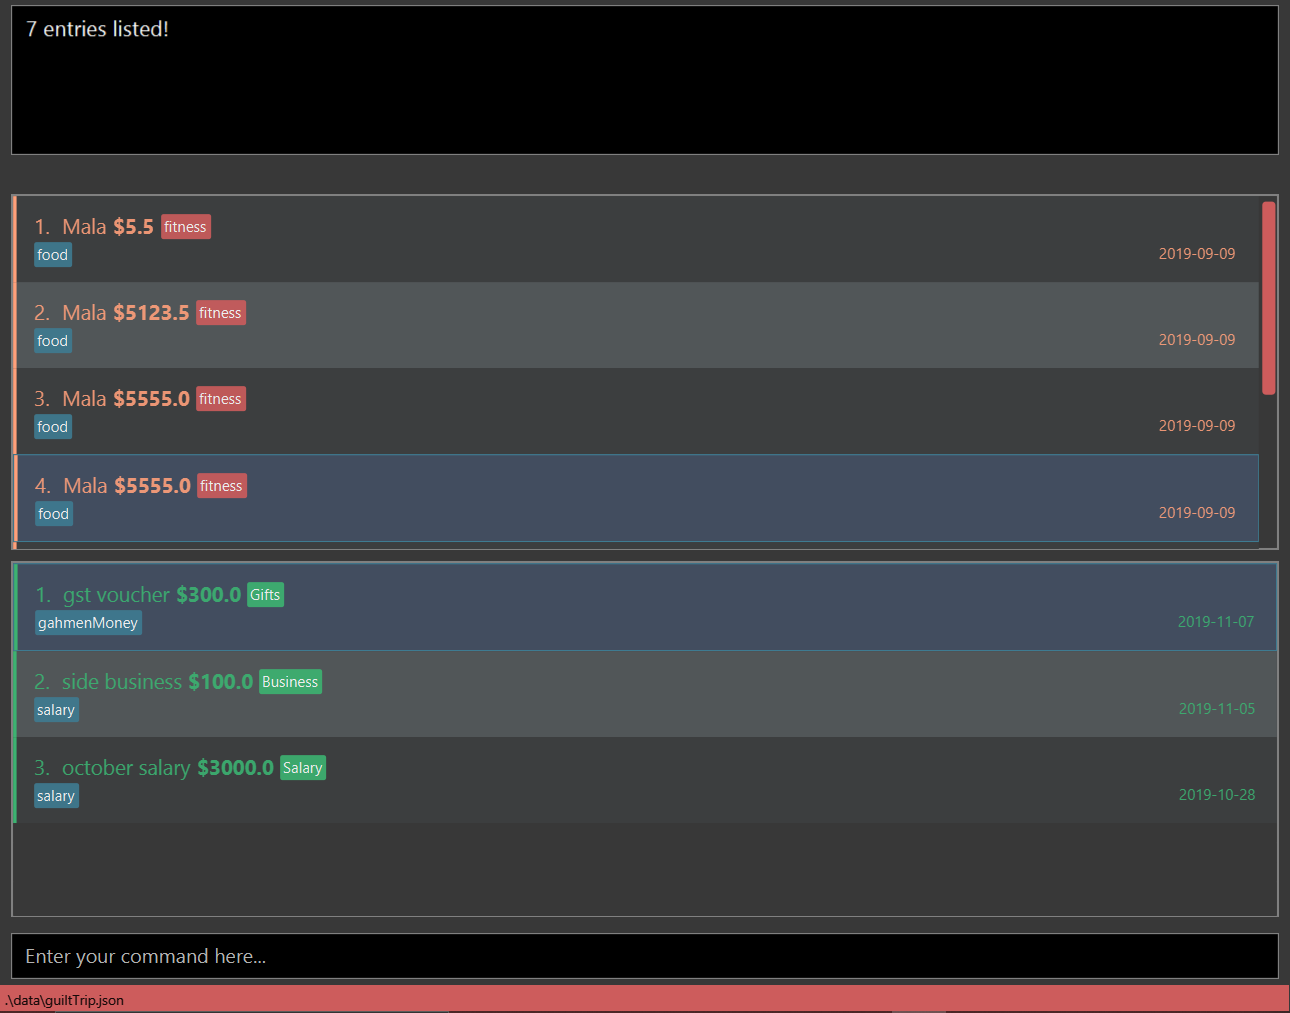 7 entries listed!
1. Mala $5.5 fitness
food 2019-09-09
2. Mala $5123.5 fitness
food 2019-09-09
3. Mala $5555.0 fitness
food 2019-09-09
4. Mala $5555.0 fitness
food 2019-09-09
1. gst voucher $300.0 Gifts
gahmenMoney 2019-11-07
2. side business $100.0 Business
salary 2019-11-05
3. october salary $3000.0 Salary
salary 2019-10-28
Enter your command here...
.\data\guiltTrip.json